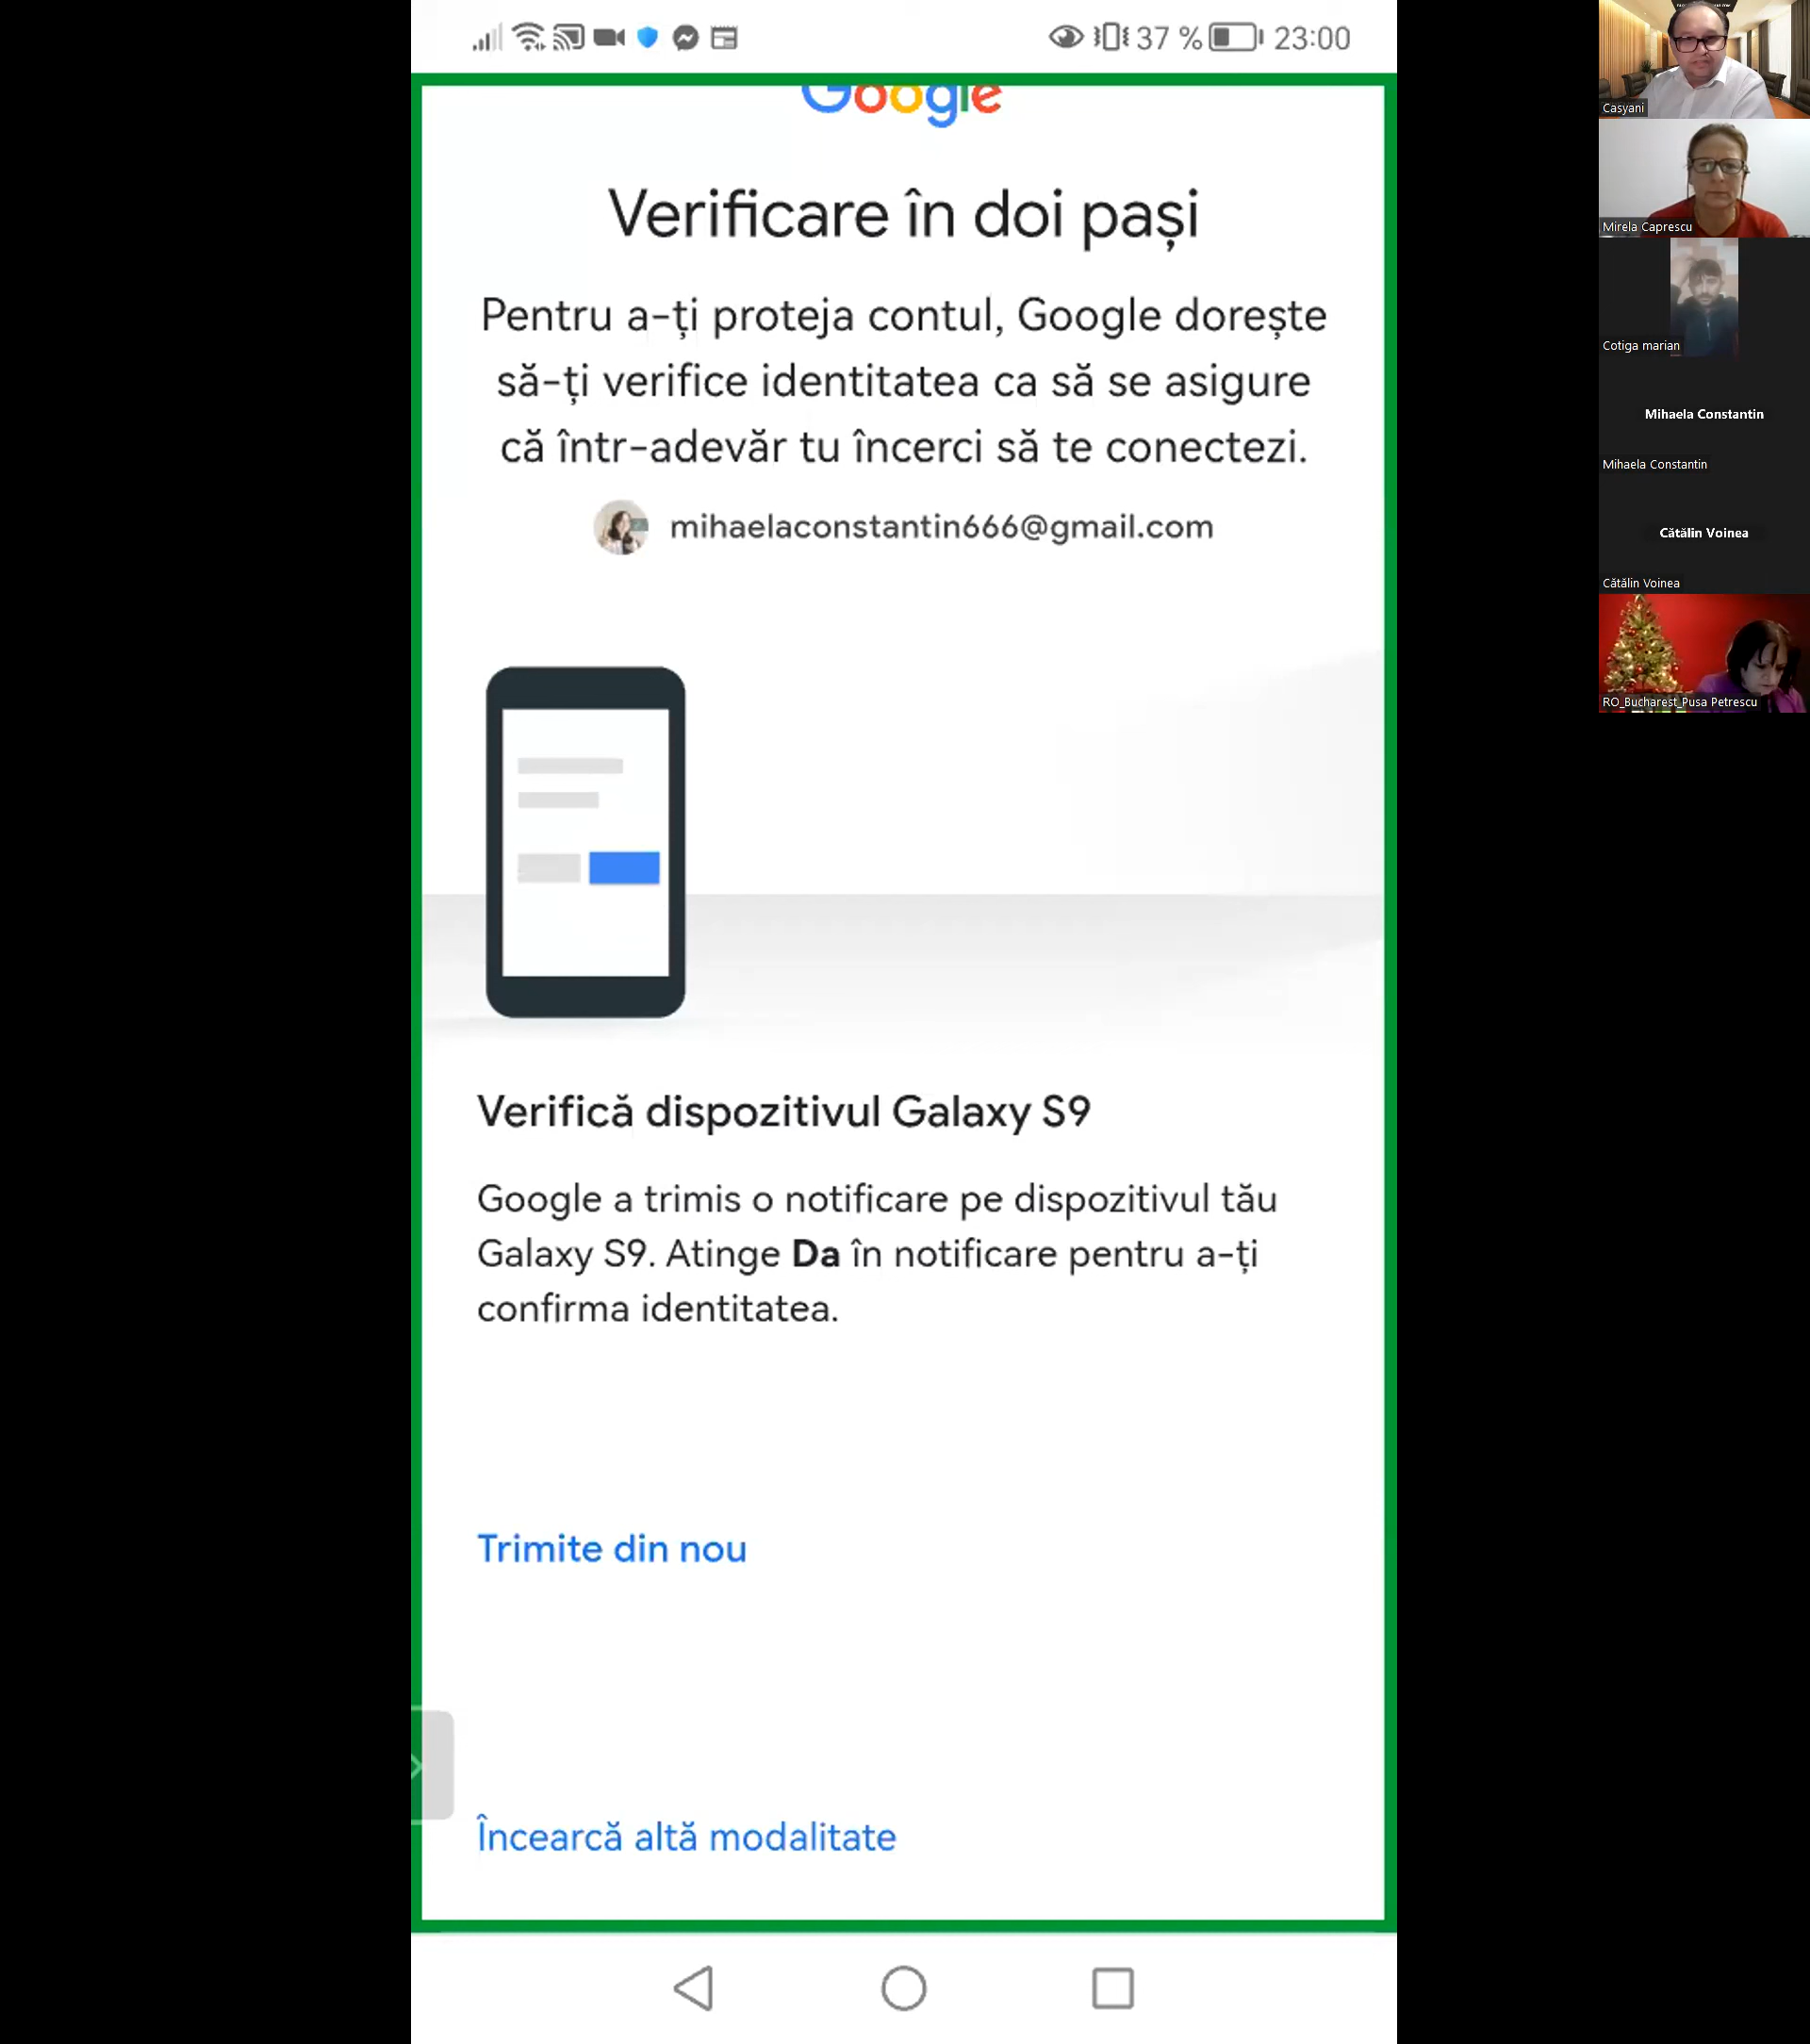 37 % 23:00
Google
Verificare în doi pași
Pentru a-ți proteja contul, Google dorește
să-ți verifice identitatea ca să se asigure
că într-adevăr tu încerci să te conectezi.
mihaelaconstantin666@gmail.com
Verifică dispozitivul Galaxy S9
Google a trimis o notificare pe dispozitivul tău
Galaxy S9. Atinge Da în notificare pentru a-ți
confirma identitatea.
Trimite din nou
Încearcă altă modalitate
Casyani
Mirela Caprescu
Cotiga marian
Mihaela Constantin
Mihaela Constantin
Cătălin Voinea
Cătălin Voinea
RO_Bucharest_Pusa Petrescu